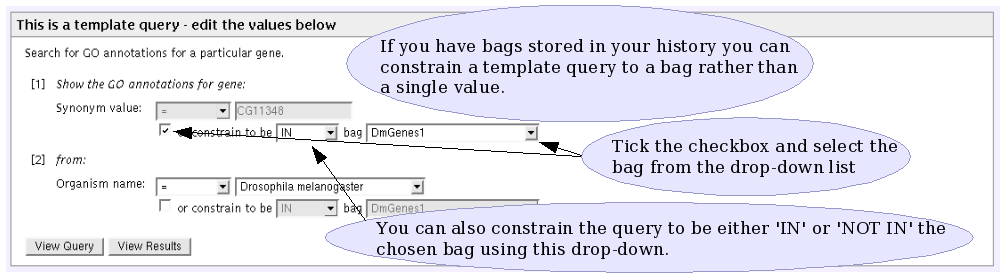 This is a template query - edit the values below
Search for GO annotations for a particular gene.
If you have bags stored in your history you can
constrain a template query to a bag rather than
a single value.
[1] Show the GO annotations for gene:
Synonym value: = CG11348
or constrain to be IN bag DmGenes1
Tick the checkbox and select the
bag from the drop-down list
[2] from:
Organism name: = Drosophila melanogaster
or constrain to be IN bag DmGenes1
You can also constrain the query to be either 'IN' or 'NOT IN' the
chosen bag using this drop-down.
View Query View Results